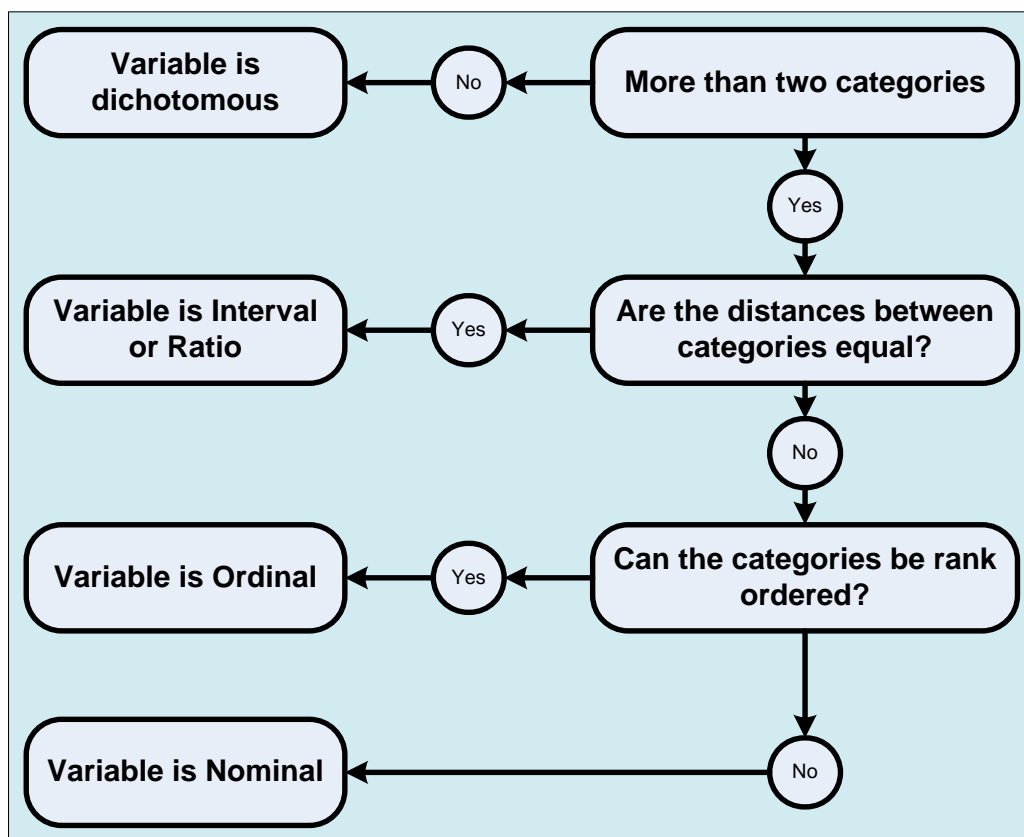 Variable is
dichotomous
No
More than two categories
Yes
Variable is Interval
or Ratio
Yes
Are the distances between
categories equal?
No
Variable is Ordinal
Yes
Can the categories be rank
ordered?
Variable is Nominal
No